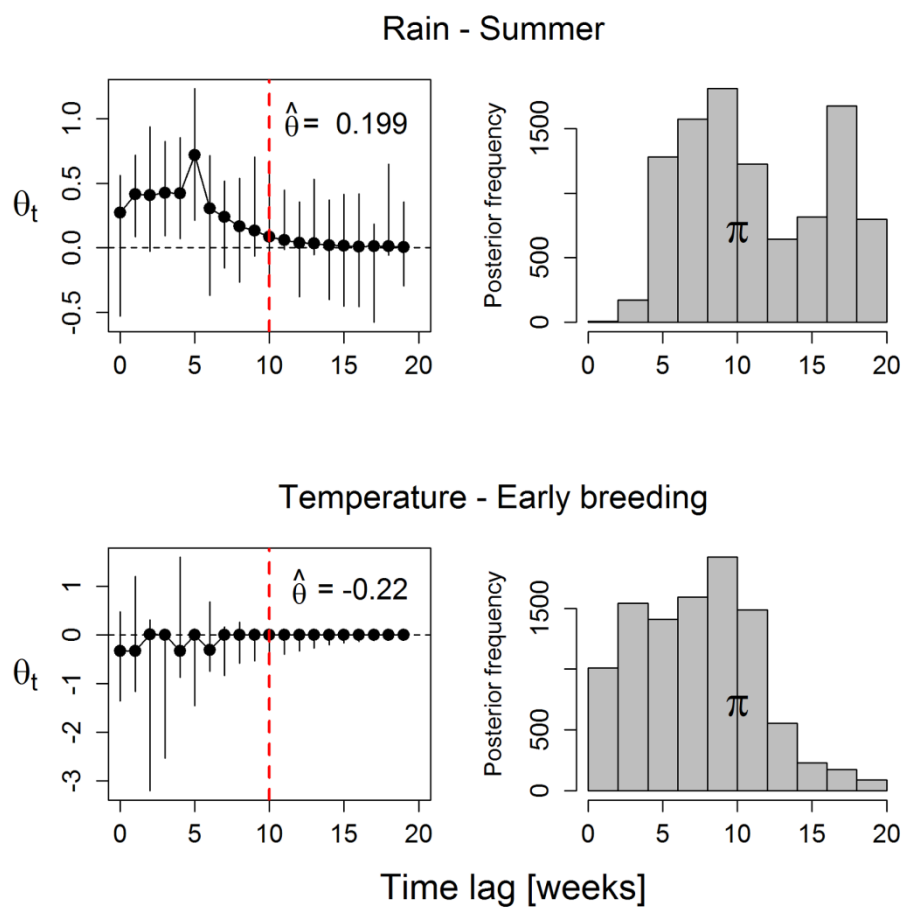 Rain - Summer
θt
-0.5 0.0 0.5 1.0
θ̂ = 0.199
0 5 10 15 20
Posterior frequency
0 500 1500
π
0 5 10 15 20
Temperature - Early breeding
θt
-3 -2 -1 0 1
θ̂ = -0.22
0 5 10 15 20
Posterior frequency
0 500 1500
π
0 5 10 15 20
Time lag [weeks]